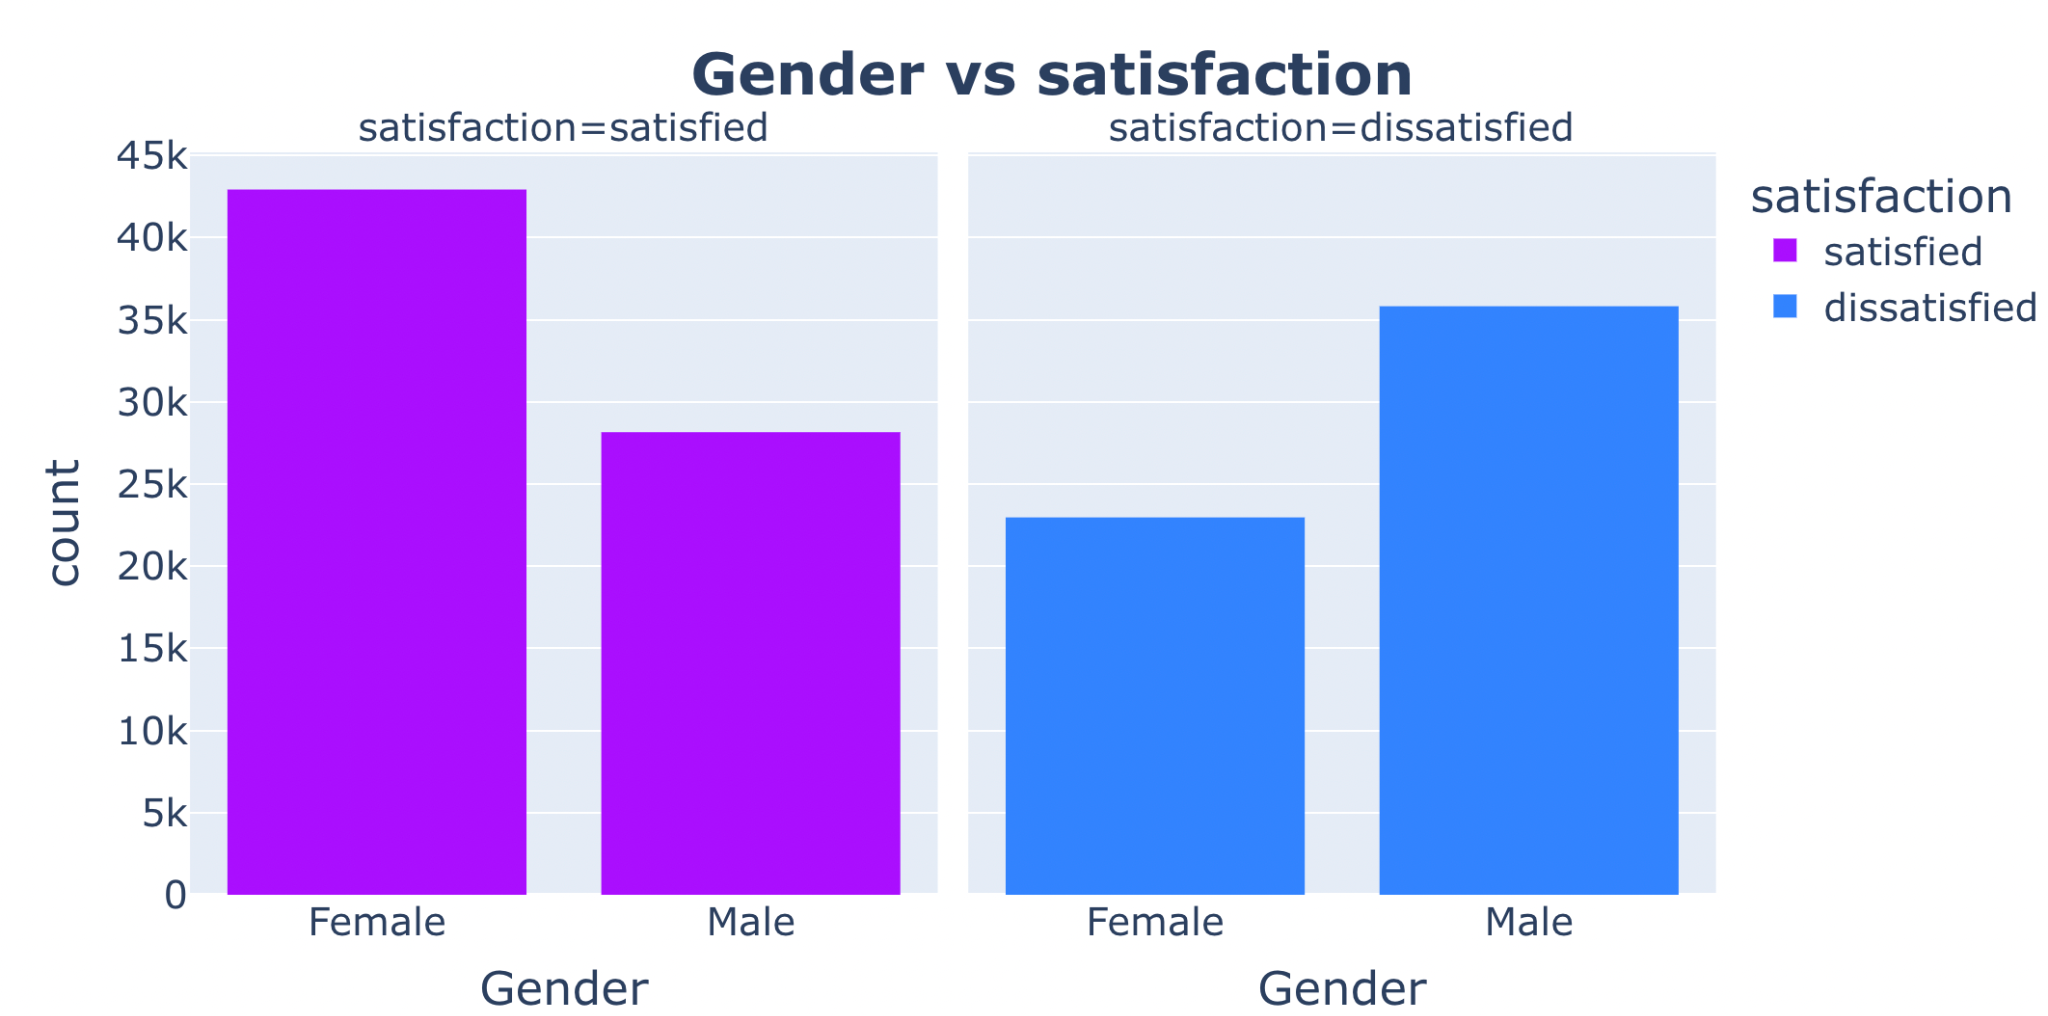 Gender vs satisfaction
satisfaction=satisfied
satisfaction=dissatisfied
45k
40k
35k
30k
25k
20k
15k
10k
5k
0
count
Female
Male
Female
Male
Gender
Gender
satisfaction
satisfied
dissatisfied